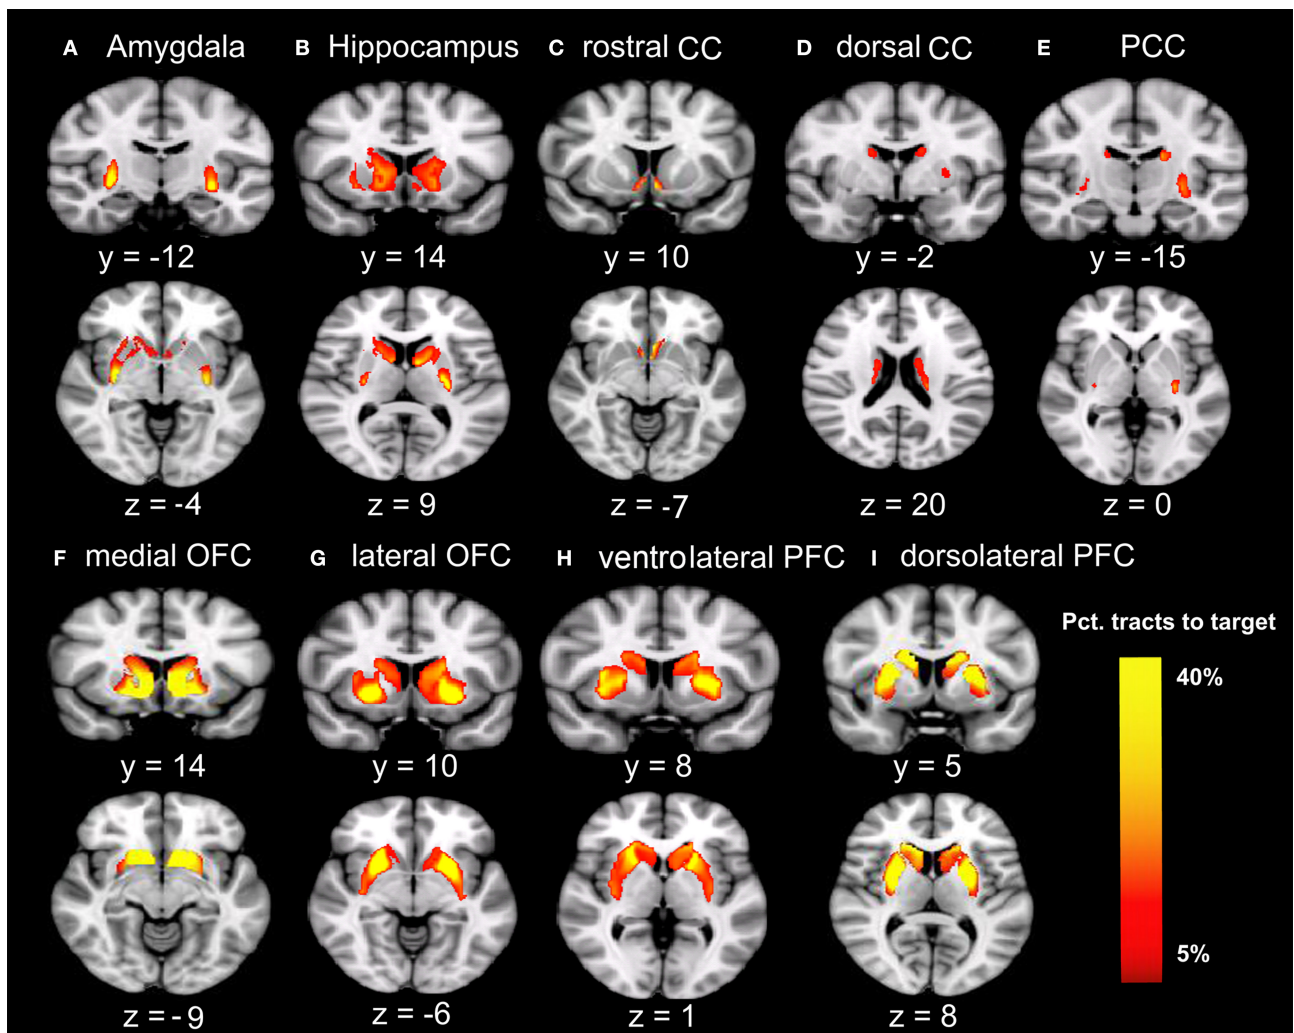 A Amygdala B Hippocampus C rostral CC D dorsal CC E PCC
y = -12 y = 14 y = 10 y = -2 y = -15
z = -4 z = 9 z = -7 z = 20 z = 0
F medial OFC G lateral OFC H ventrolateral PFC I dorsolateral PFC
Pct. tracts to target
40%
y = 14 y = 10 y = 8 y = 5
5%
z = -9 z = -6 z = 1 z = 8